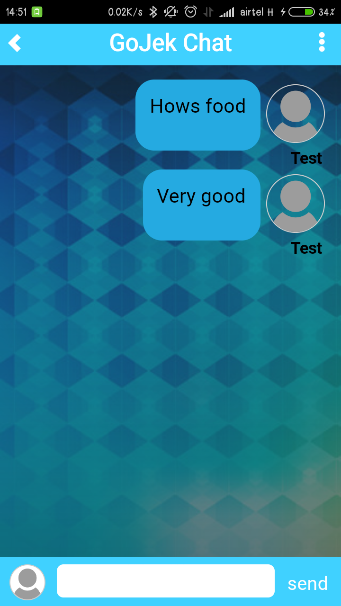 14:51 0.02K/s airtel H 34%
GoJek Chat
Hows food
Test
Very good
Test
send